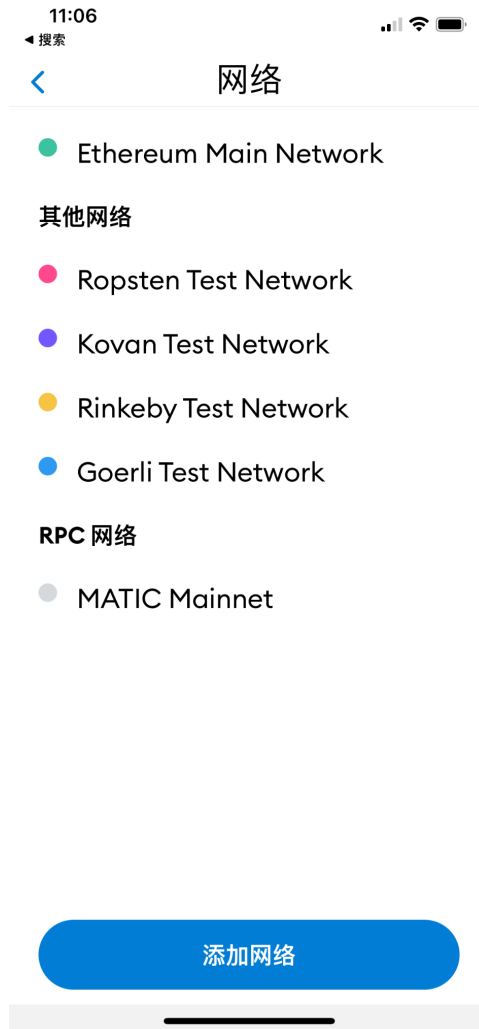 11:06
◀ 搜索
网络
Ethereum Main Network
其他网络
Ropsten Test Network
Kovan Test Network
Rinkeby Test Network
Goerli Test Network
RPC 网络
MATIC Mainnet
添加网络